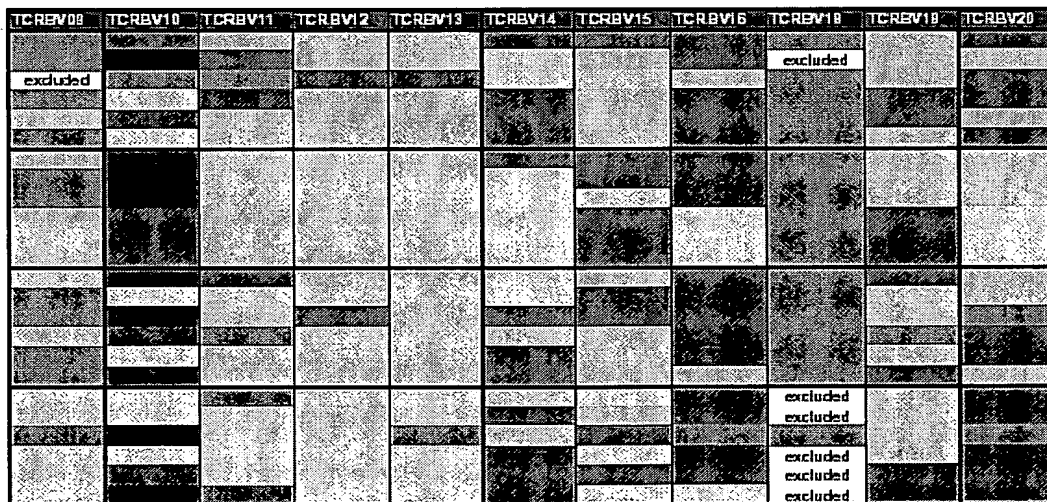 TCRBV09 TCRBV10 TCRBV11 TCRBV12 TCRBV13 TCRBV14 TCRBV15 TCRBV16 TCRBV18 TCRBV19 TCRBV20
excluded
excluded
excluded
excluded
excluded
excluded
excluded